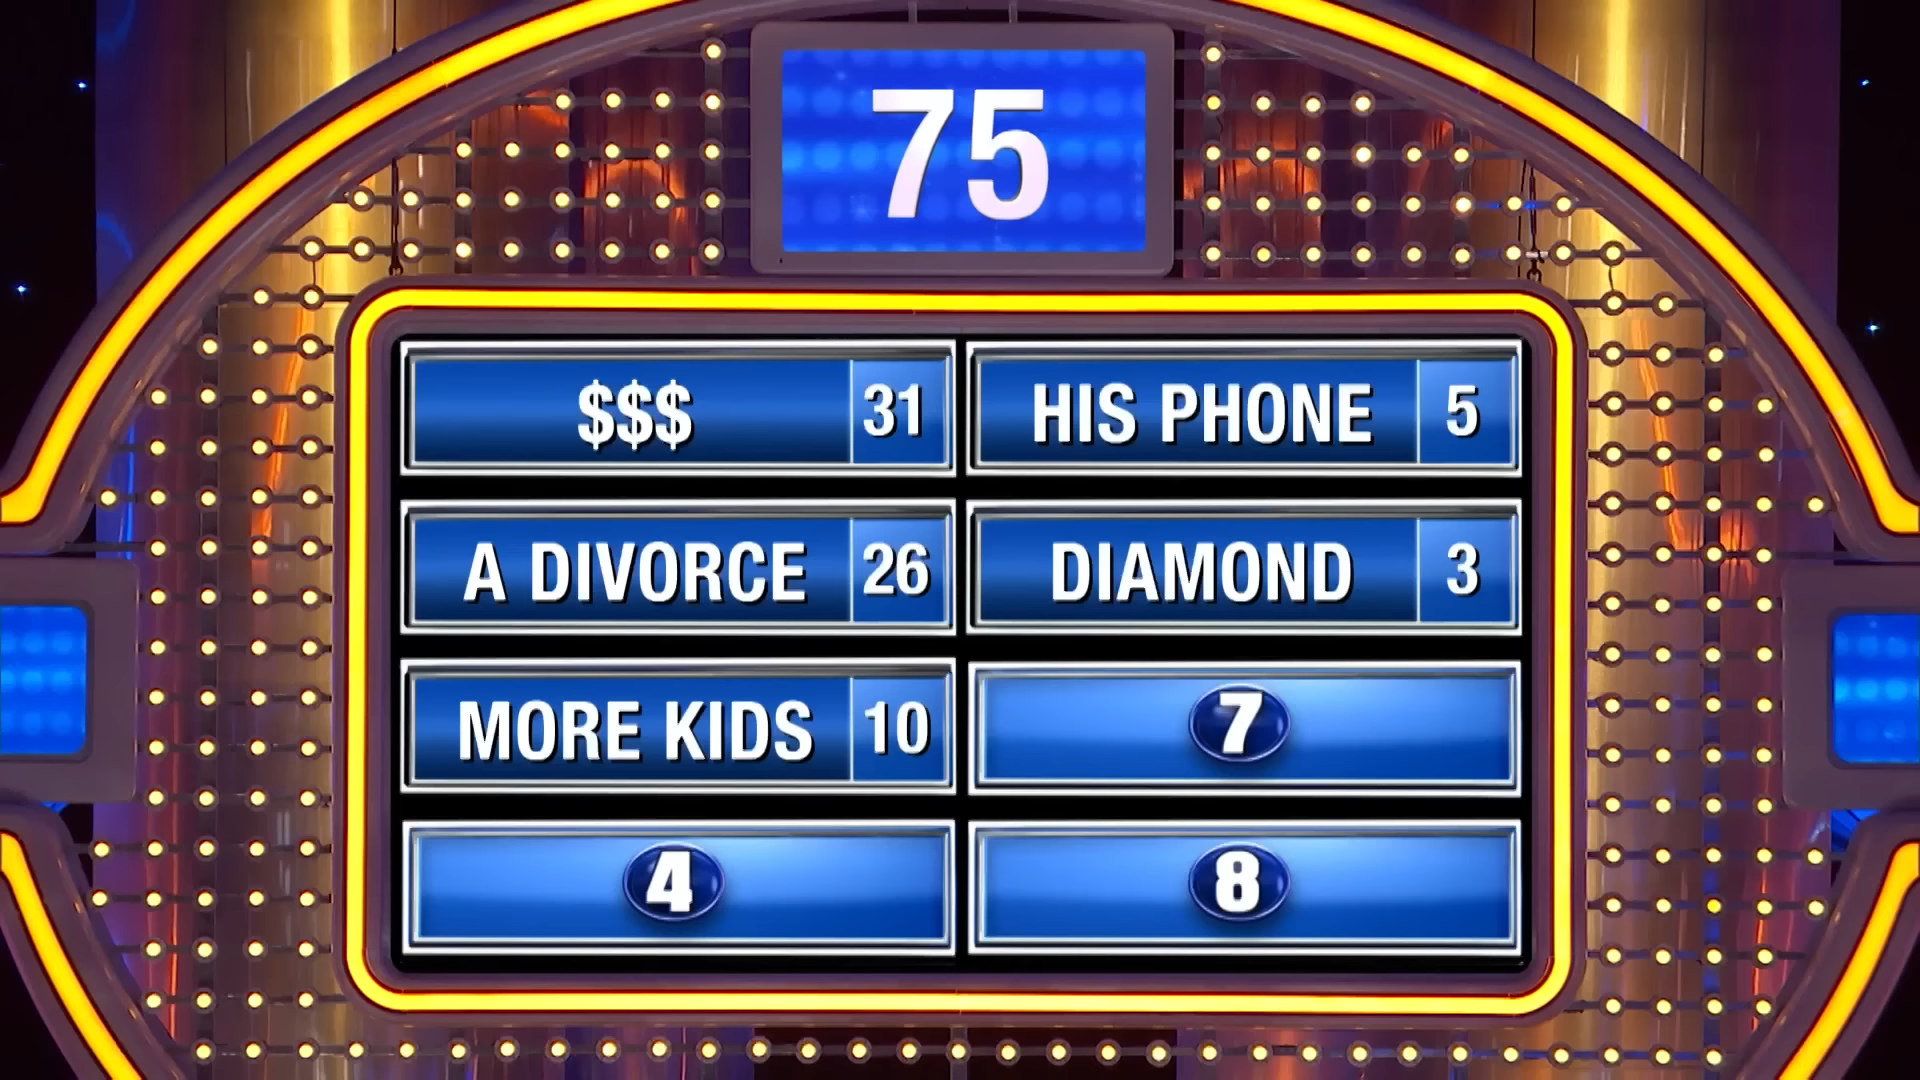 75
$$$ 31
A DIVORCE 26
MORE KIDS 10
4
HIS PHONE 5
DIAMOND 3
7
8